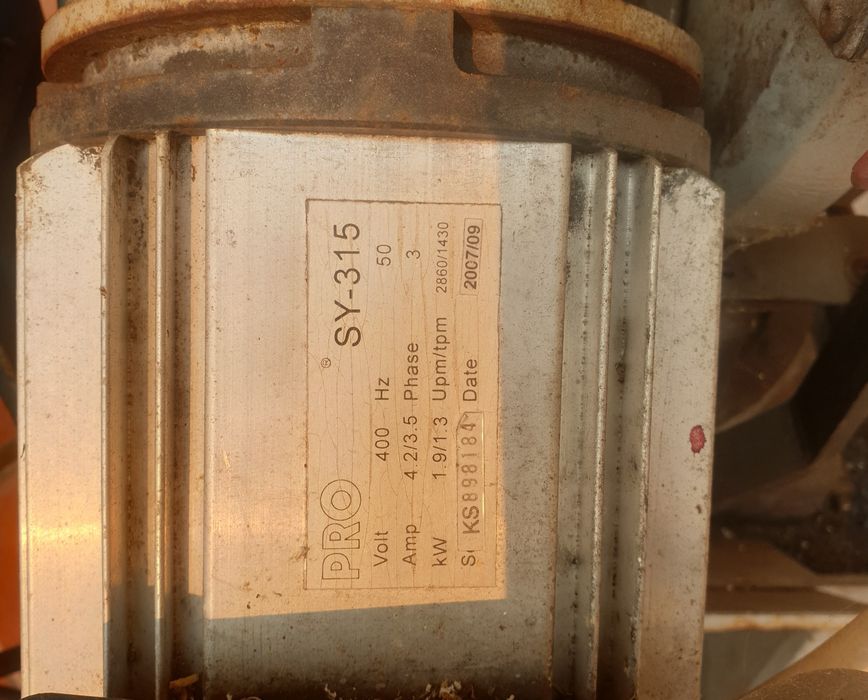 PRO ® SY-315
Volt 400 Hz 50
Amp 4.2/3.5 Phase 3
kW 1.9/1.3 Upm/tpm 2860/1430
KS898184 Date 2007/09